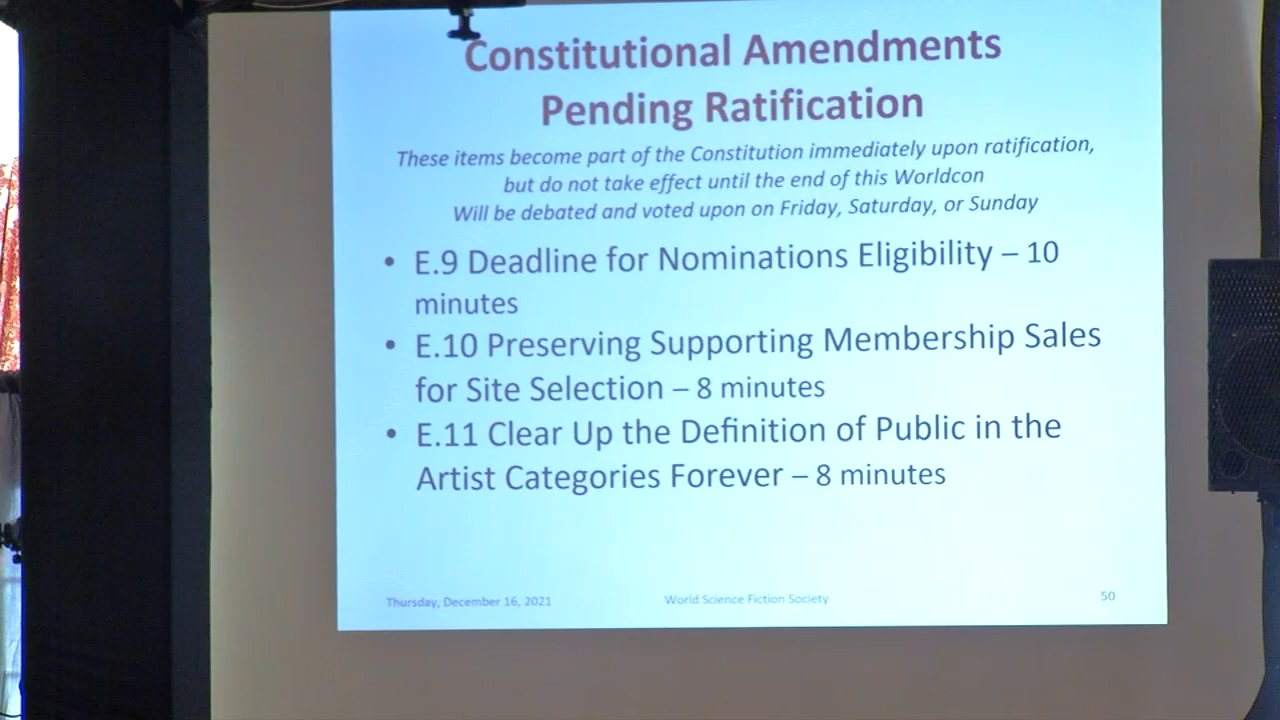 Constitutional Amendments
Pending Ratification
These items become part of the Constitution immediately upon ratification,
but do not take effect until the end of this Worldcon
Will be debated and voted upon on Friday, Saturday, or Sunday
• E.9 Deadline for Nominations Eligibility – 10
minutes
• E.10 Preserving Supporting Membership Sales
for Site Selection – 8 minutes
• E.11 Clear Up the Definition of Public in the
Artist Categories Forever – 8 minutes
Thursday, December 16, 2021 World Science Fiction Society 50